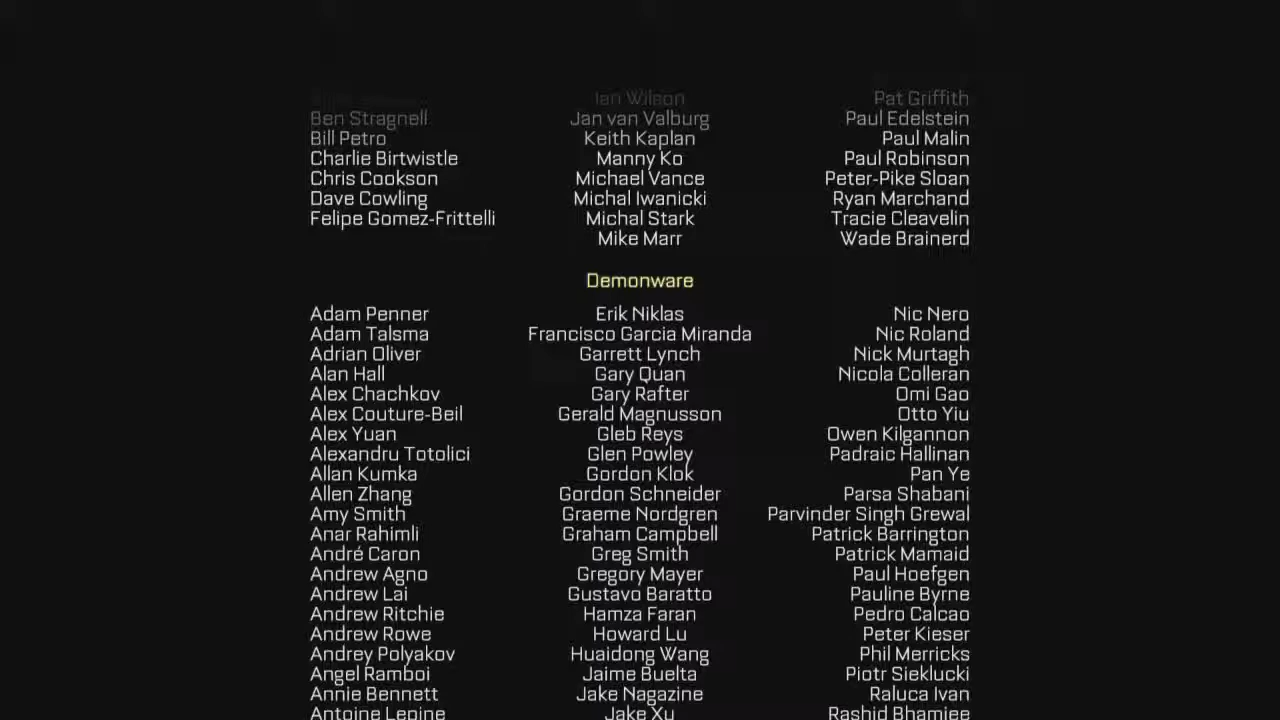 Ian Wilson Pat Griffith
Ben Stragnell Jan van Valburg Paul Edelstein
Bill Petro Keith Kaplan Paul Malin
Charlie Birtwistle Manny Ko Paul Robinson
Chris Cookson Michael Vance Peter-Pike Sloan
Dave Cowling Michal Iwanicki Ryan Marchand
Felipe Gomez-Frittelli Michal Stark Tracie Cleavelin
Mike Marr Wade Brainerd
Demonware
Adam Penner Erik Niklas Nic Nero
Adam Talsma Francisco Garcia Miranda Nic Roland
Adrian Oliver Garrett Lynch Nick Murtagh
Alan Hall Gary Quan Nicola Colleran
Alex Chachkov Gary Rafter Omi Gao
Alex Couture-Beil Gerald Magnusson Otto Yiu
Alex Yuan Gleb Reys Owen Kilgannon
Alexandru Totolici Glen Powley Padraic Hallinan
Allan Kumka Gordon Klok Pan Ye
Allen Zhang Gordon Schneider Parsa Shabani
Amy Smith Graeme Nordgren Parvinder Singh Grewal
Anar Rahimli Graham Campbell Patrick Barrington
André Caron Greg Smith Patrick Mamaid
Andrew Agno Gregory Mayer Paul Hoefgen
Andrew Lai Gustavo Baratto Pauline Byrne
Andrew Ritchie Hamza Faran Pedro Calcao
Andrew Rowe Howard Lu Peter Kieser
Andrey Polyakov Huaidong Wang Phil Merricks
Angel Ramboi Jaime Buelta Piotr Sieklucki
Annie Bennett Jake Nagazine Raluca Ivan
Antoine Lepine Jake Xu Rashid Bhamjee